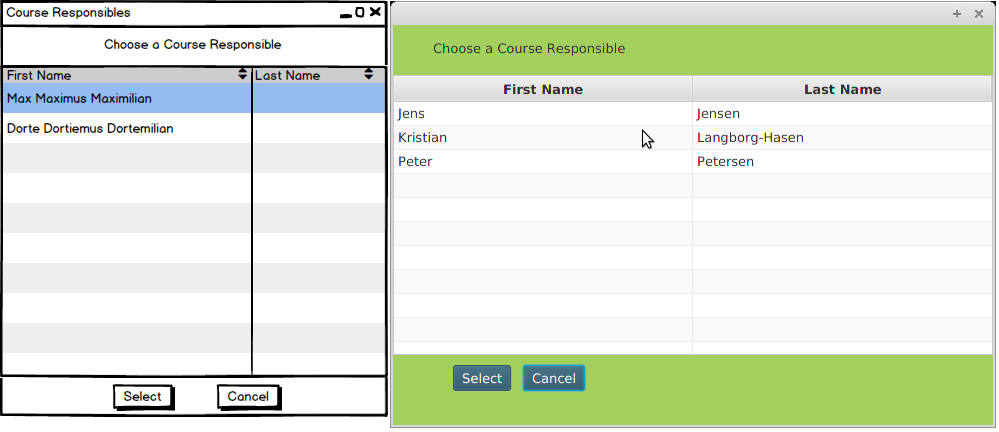 Course Responsibles
Choose a Course Responsible
First Name Last Name
Max Maximus Maximilian
Dorte Dortiemus Dortemilian
Select Cancel
Choose a Course Responsible
First Name Last Name
Jens Jensen
Kristian Langborg-Hasen
Peter Petersen
Select Cancel